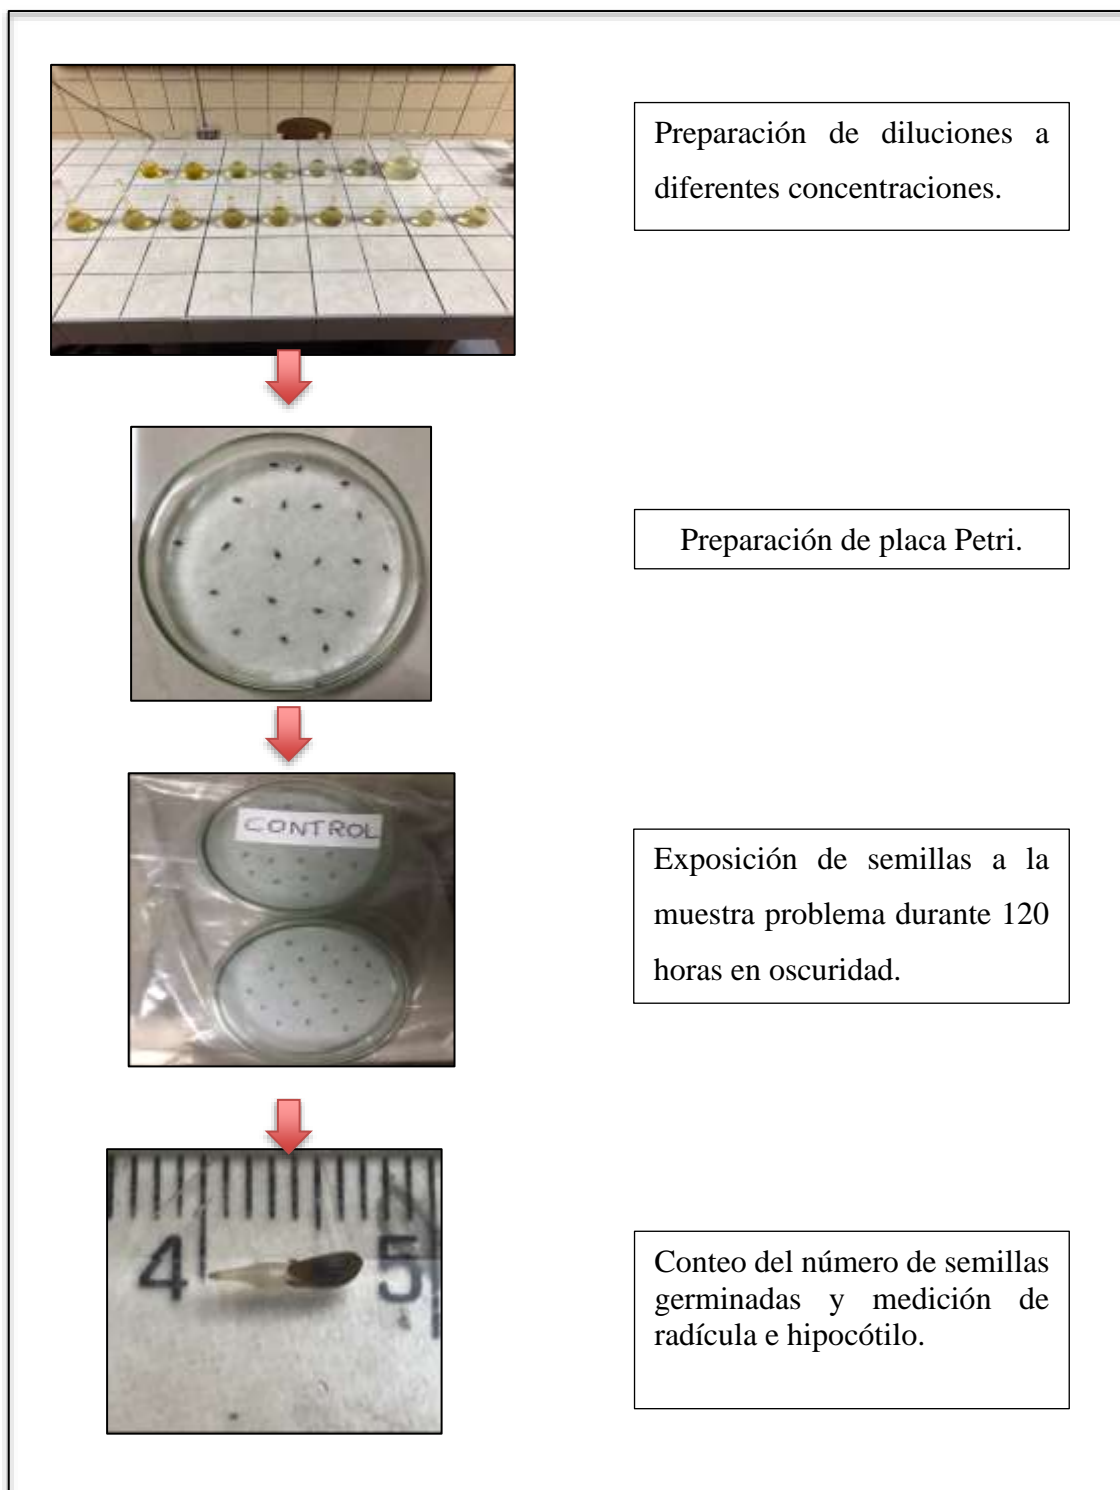 Preparación de diluciones a
diferentes concentraciones.
Preparación de placa Petri.
CONTROL
Exposición de semillas a la
muestra problema durante 120
horas en oscuridad.
4 5
Conteo del número de semillas
germinadas y medición de
radícula e hipocótilo.